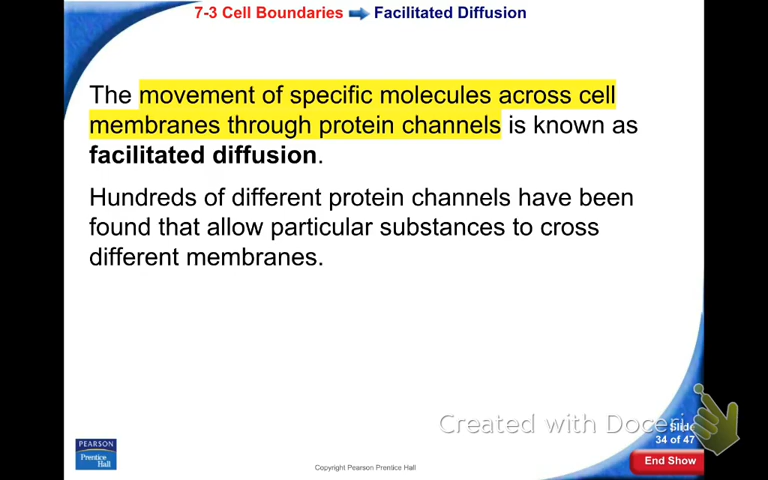 7-3 Cell Boundaries Facilitated Diffusion
The movement of specific molecules across cell
membranes through protein channels is known as
facilitated diffusion.
Hundreds of different protein channels have been
found that allow particular substances to cross
different membranes.
Created with Doceri
Slide
34 of 47
End Show
PEARSON
Prentice
Hall
Copyright Pearson Prentice Hall